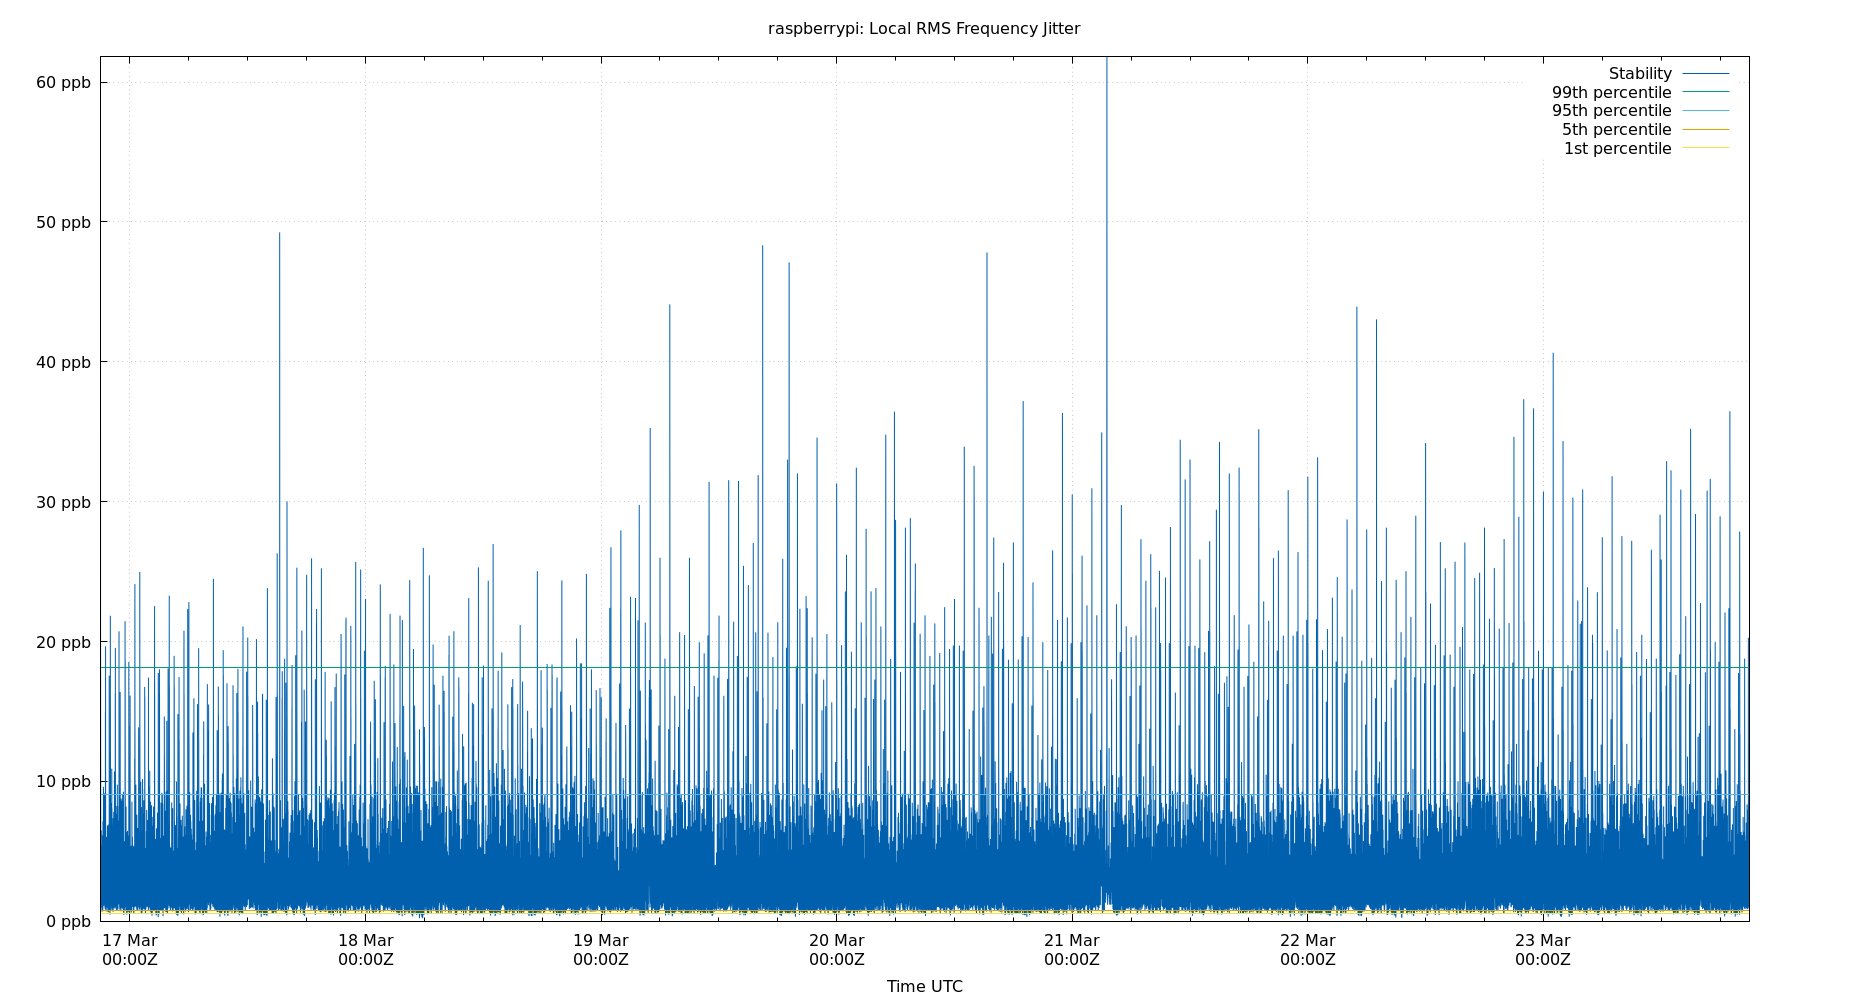 raspberrypi: Local RMS Frequency Jitter
60 ppb
50 ppb
40 ppb
30 ppb
20 ppb
10 ppb
0 ppb
Stability
99th percentile
95th percentile
5th percentile
1st percentile
17 Mar 18 Mar 19 Mar 20 Mar 21 Mar 22 Mar 23 Mar
00:00Z 00:00Z 00:00Z 00:00Z 00:00Z 00:00Z 00:00Z
Time UTC